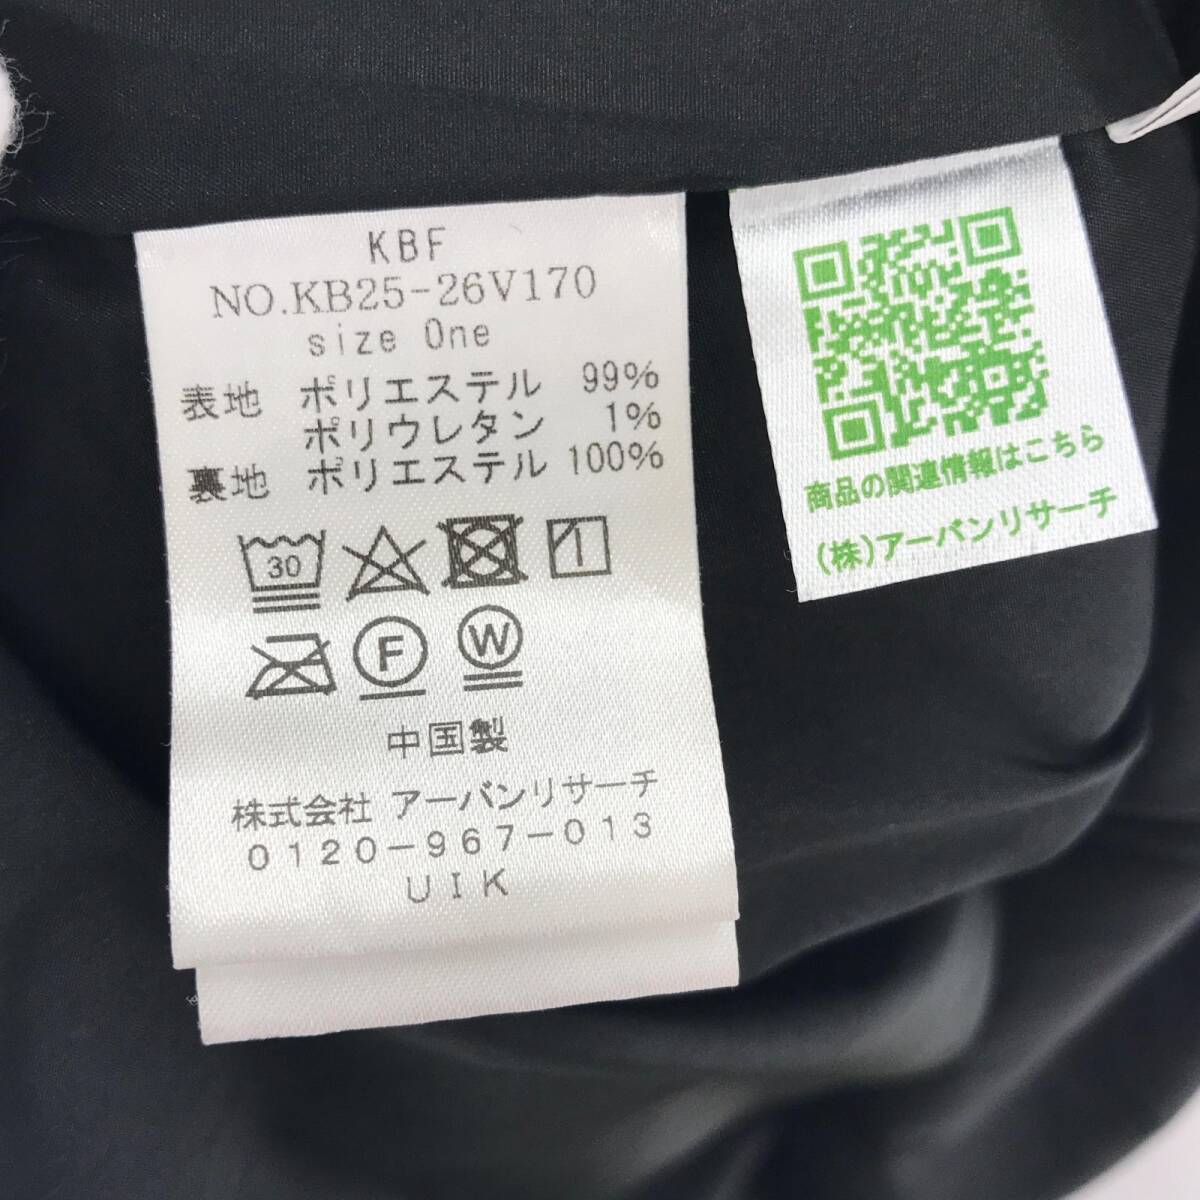 KBF
NO.KB25-26V170
size One
表地 ポリエステル 99%
ポリウレタン 1%
裏地 ポリエステル 100%
30
F
W
中国製
株式会社 アーバンリサーチ
0120-967-013
UIK
商品の関連情報はこちら
(株)アーバンリサーチ